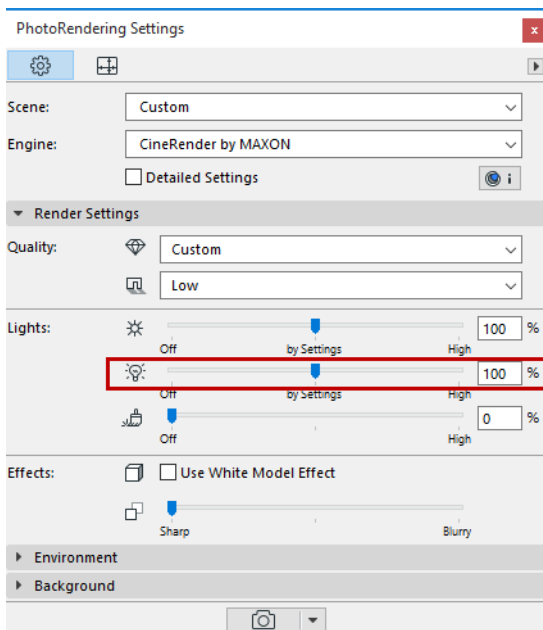 PhotoRendering Settings x
Scene: Custom
Engine: CineRender by MAXON
Detailed Settings i
Render Settings
Quality: Custom
Low
Lights: 100 %
Off by Settings High
100 %
Off by Settings High
0 %
Off High
Effects: Use White Model Effect
Sharp Blurry
Environment
Background